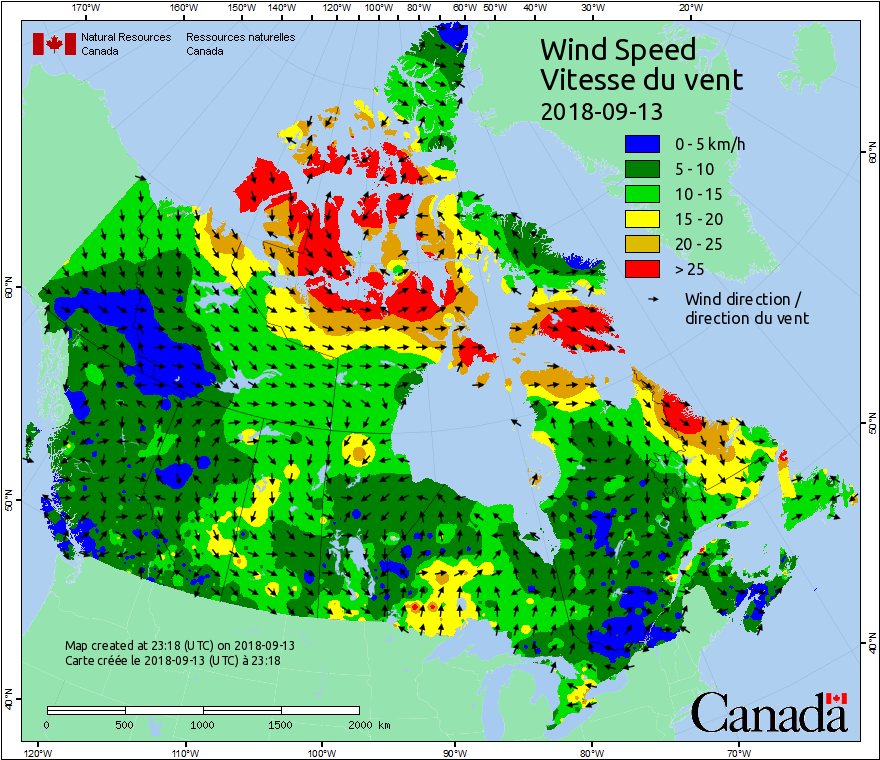 170°W 160°W 150°W 140°W 130°W 120°W 110°W 100°W 90°W 80°W 70°W 60°W 50°W 40°W 30°W 20°W
Natural Resources Ressources naturelles
Canada Canada
Wind Speed
Vitesse du vent
2018-09-13
0 - 5 km/h
5 - 10
10 - 15
15 - 20
20 - 25
> 25
Wind direction /
direction du vent
60°N
50°N
40°N
60°N
50°N
40°N
Map created at 23:18 (UTC) on 2018-09-13
Carte créée le 2018-09-13 (UTC) à 23:18
0 500 1000 1500 2000 km
Canada
120°W 110°W 100°W 90°W 80°W 70°W